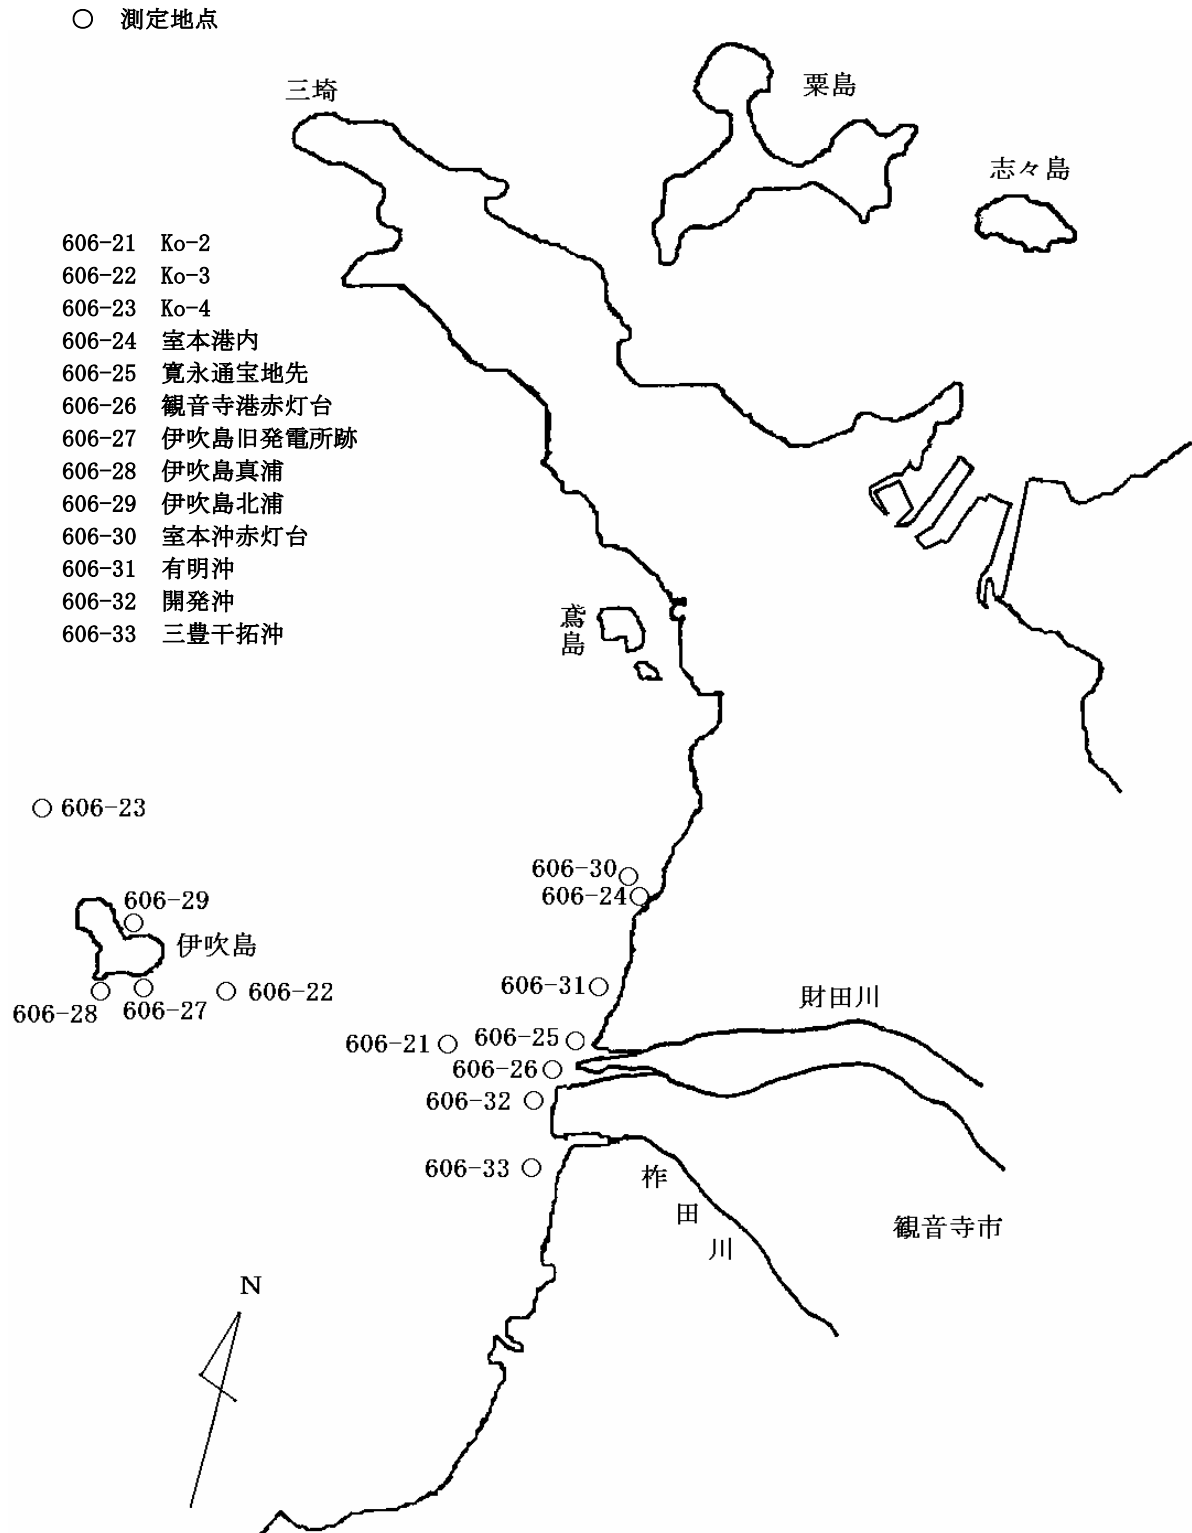 ○ 測定地点
三埼
粟島
志々島
606-21 Ko-2
606-22 Ko-3
606-23 Ko-4
606-24 室本港内
606-25 寛永通宝地先
606-26 観音寺港赤灯台
606-27 伊吹島旧発電所跡
606-28 伊吹島真浦
606-29 伊吹島北浦
606-30 室本沖赤灯台
606-31 有明沖
606-32 開発沖
606-33 三豊干拓沖
鳶島
606-23
606-30
606-24
606-29
伊吹島
606-31
606-22
606-28
606-27
財田川
606-21
606-25
606-26
606-32
606-33
柞田川
観音寺市
N